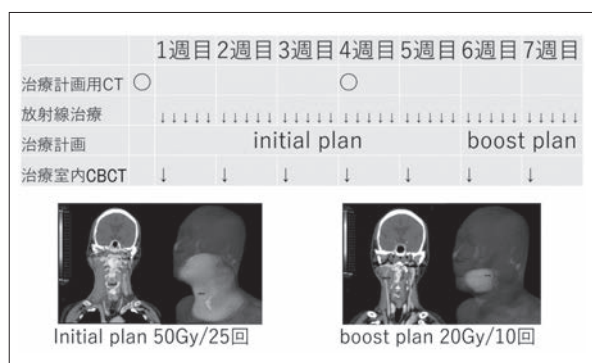 1週目 2週目 3週目 4週目 5週目 6週目 7週目
治療計画用CT ○ ○
放射線治療 ↓↓↓↓↓ ↓↓↓↓↓ ↓↓↓↓↓ ↓↓↓↓↓ ↓↓↓↓↓ ↓↓↓↓↓ ↓↓↓↓↓
治療計画 initial plan boost plan
治療室内CBCT ↓ ↓ ↓ ↓ ↓ ↓ ↓
Initial plan 50Gy/25回 boost plan 20Gy/10回